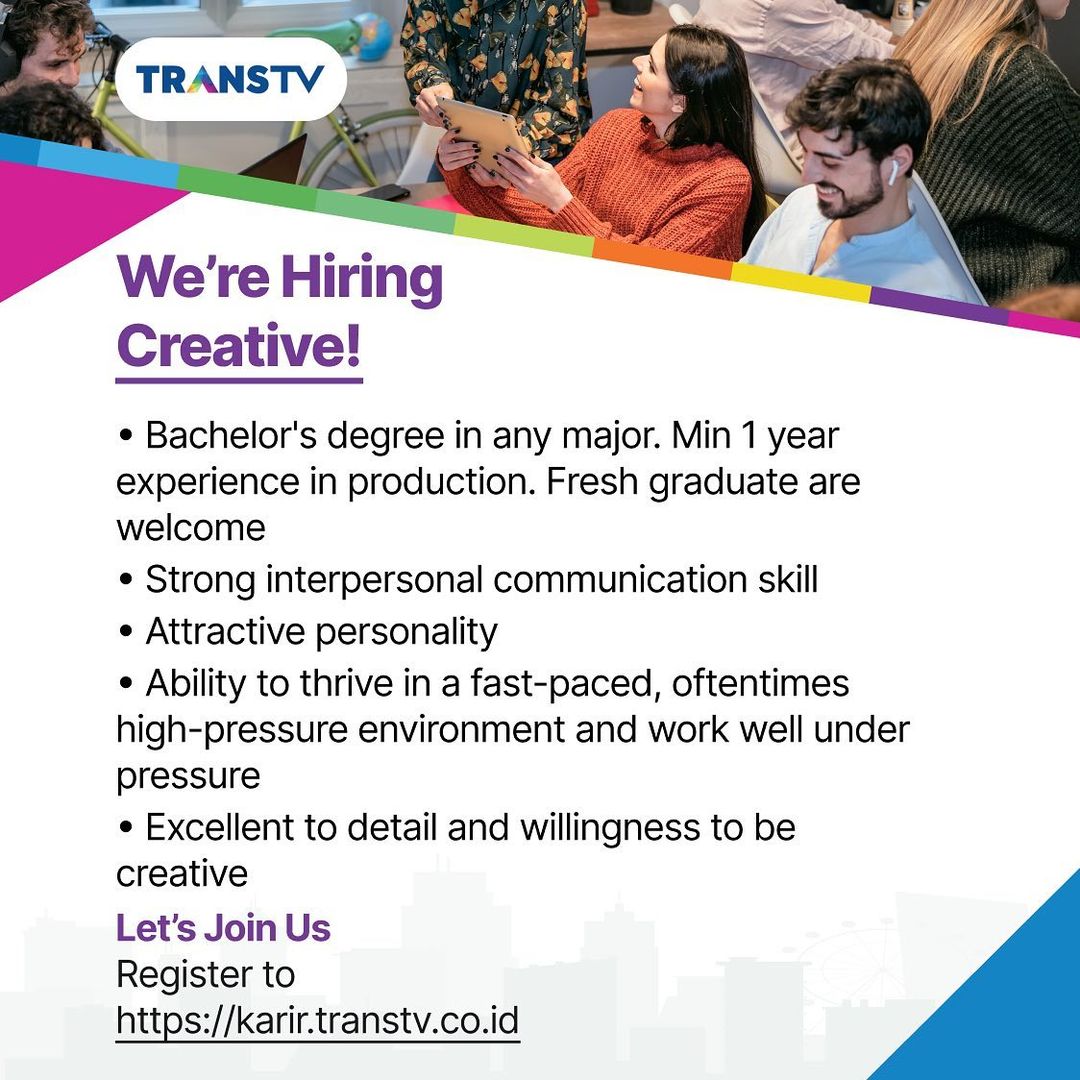 TRANSTV
We’re Hiring
Creative!
• Bachelor's degree in any major. Min 1 year
experience in production. Fresh graduate are
welcome
• Strong interpersonal communication skill
• Attractive personality
• Ability to thrive in a fast-paced, oftentimes
high-pressure environment and work well under
pressure
• Excellent to detail and willingness to be
creative
Let’s Join Us
Register to
https://karir.transtv.co.id